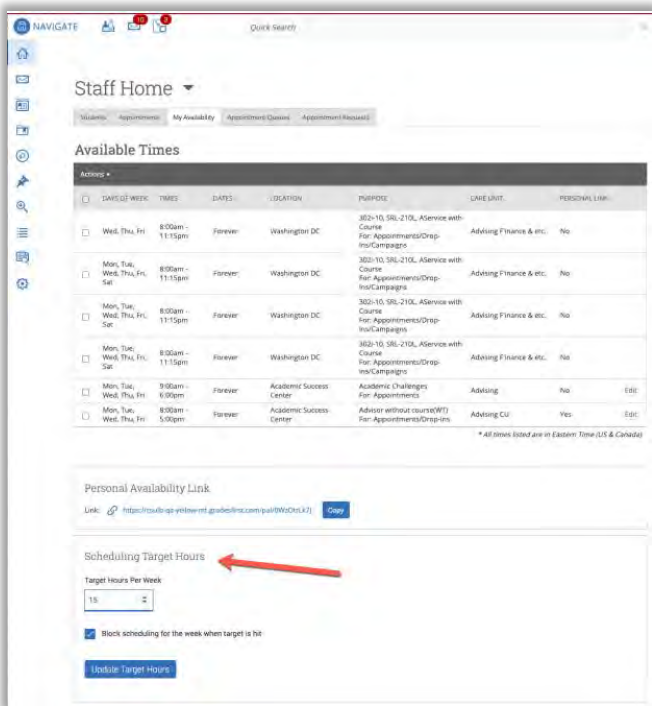 NAVIGATE
10
3
Quick Search
Staff Home
Students Appointments My Availability Appointment Queues Appointment Requests
Available Times
Actions
DAYS OF WEEK TIMES DATES LOCATION PURPOSE CARE UNIT PERSONAL LINK
Wed, Thu, Fri 8:00am - 11:15pm Forever Washington DC 302i-10, SRL-210L, AService with Course For: Appointments/Drop-Ins/Campaigns Advising Finance & etc. No
Mon, Tue, Wed, Thu, Fri, Sat 8:00am - 11:15pm Forever Washington DC 302i-10, SRL-210L, AService with Course For: Appointments/Drop-Ins/Campaigns Advising Finance & etc. No
Mon, Tue, Wed, Thu, Fri, Sat 8:00am - 11:15pm Forever Washington DC 302i-10, SRL-210L, AService with Course For: Appointments/Drop-Ins/Campaigns Advising Finance & etc. No
Mon, Tue, Wed, Thu, Fri, Sat 8:00am - 11:15pm Forever Washington DC 302i-10, SRL-210L, AService with Course For: Appointments/Drop-Ins/Campaigns Advising Finance & etc. No
Mon, Tue, Wed, Thu, Fri 9:00am - 6:00pm Forever Academic Success Center Academic Challenges For: Appointments Advising No Edit
Mon, Tue, Wed, Thu, Fri 8:00am - 5:00pm Forever Academic Success Center Advisor without course(WT) For: Appointments/Drop-Ins Advising CU Yes Edit
* All times listed are in Eastern Time (US & Canada)
Personal Availability Link
Link: Copy
Scheduling Target Hours
Target Hours Per Week
15
Block scheduling for the week when target is hit
Update Target Hours